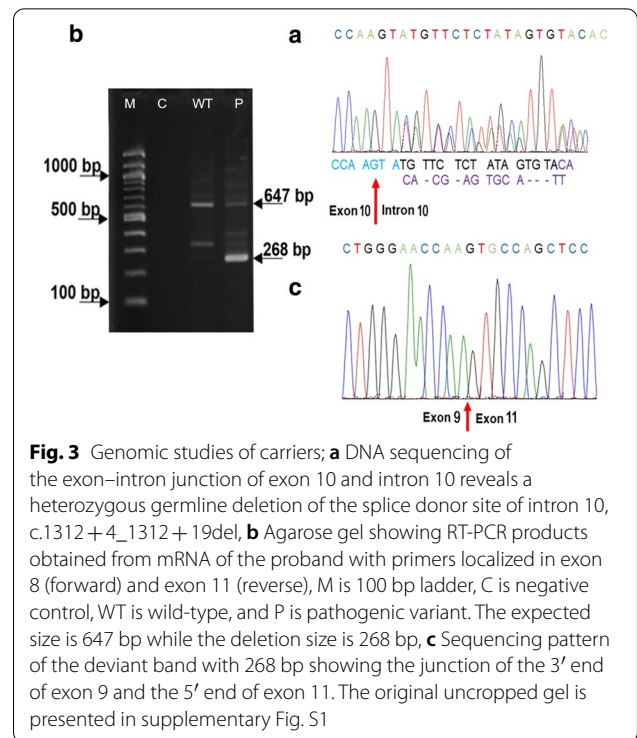 b
a
CCAAGTATGTTCTCTATAGTGTACAC
M C WT P
1000 bp
500 bp
100 bp
647 bp
268 bp
CCA AGT ATG TTC TCT ATA GTG TACA
CA - CG - AG TGC A - - - TT
Exon 10 Intron 10
CTGGGAACCAAGTGCCAGCTCC
c
Exon 9 Exon 11
Fig. 3 Genomic studies of carriers; a DNA sequencing of
the exon–intron junction of exon 10 and intron 10 reveals a
heterozygous germline deletion of the splice donor site of intron 10,
c.1312 + 4_1312 + 19del, b Agarose gel showing RT-PCR products
obtained from mRNA of the proband with primers localized in exon
8 (forward) and exon 11 (reverse), M is 100 bp ladder, C is negative
control, WT is wild-type, and P is pathogenic variant. The expected
size is 647 bp while the deletion size is 268 bp, c Sequencing pattern
of the deviant band with 268 bp showing the junction of the 3′ end
of exon 9 and the 5′ end of exon 11. The original uncropped gel is
presented in supplementary Fig. S1